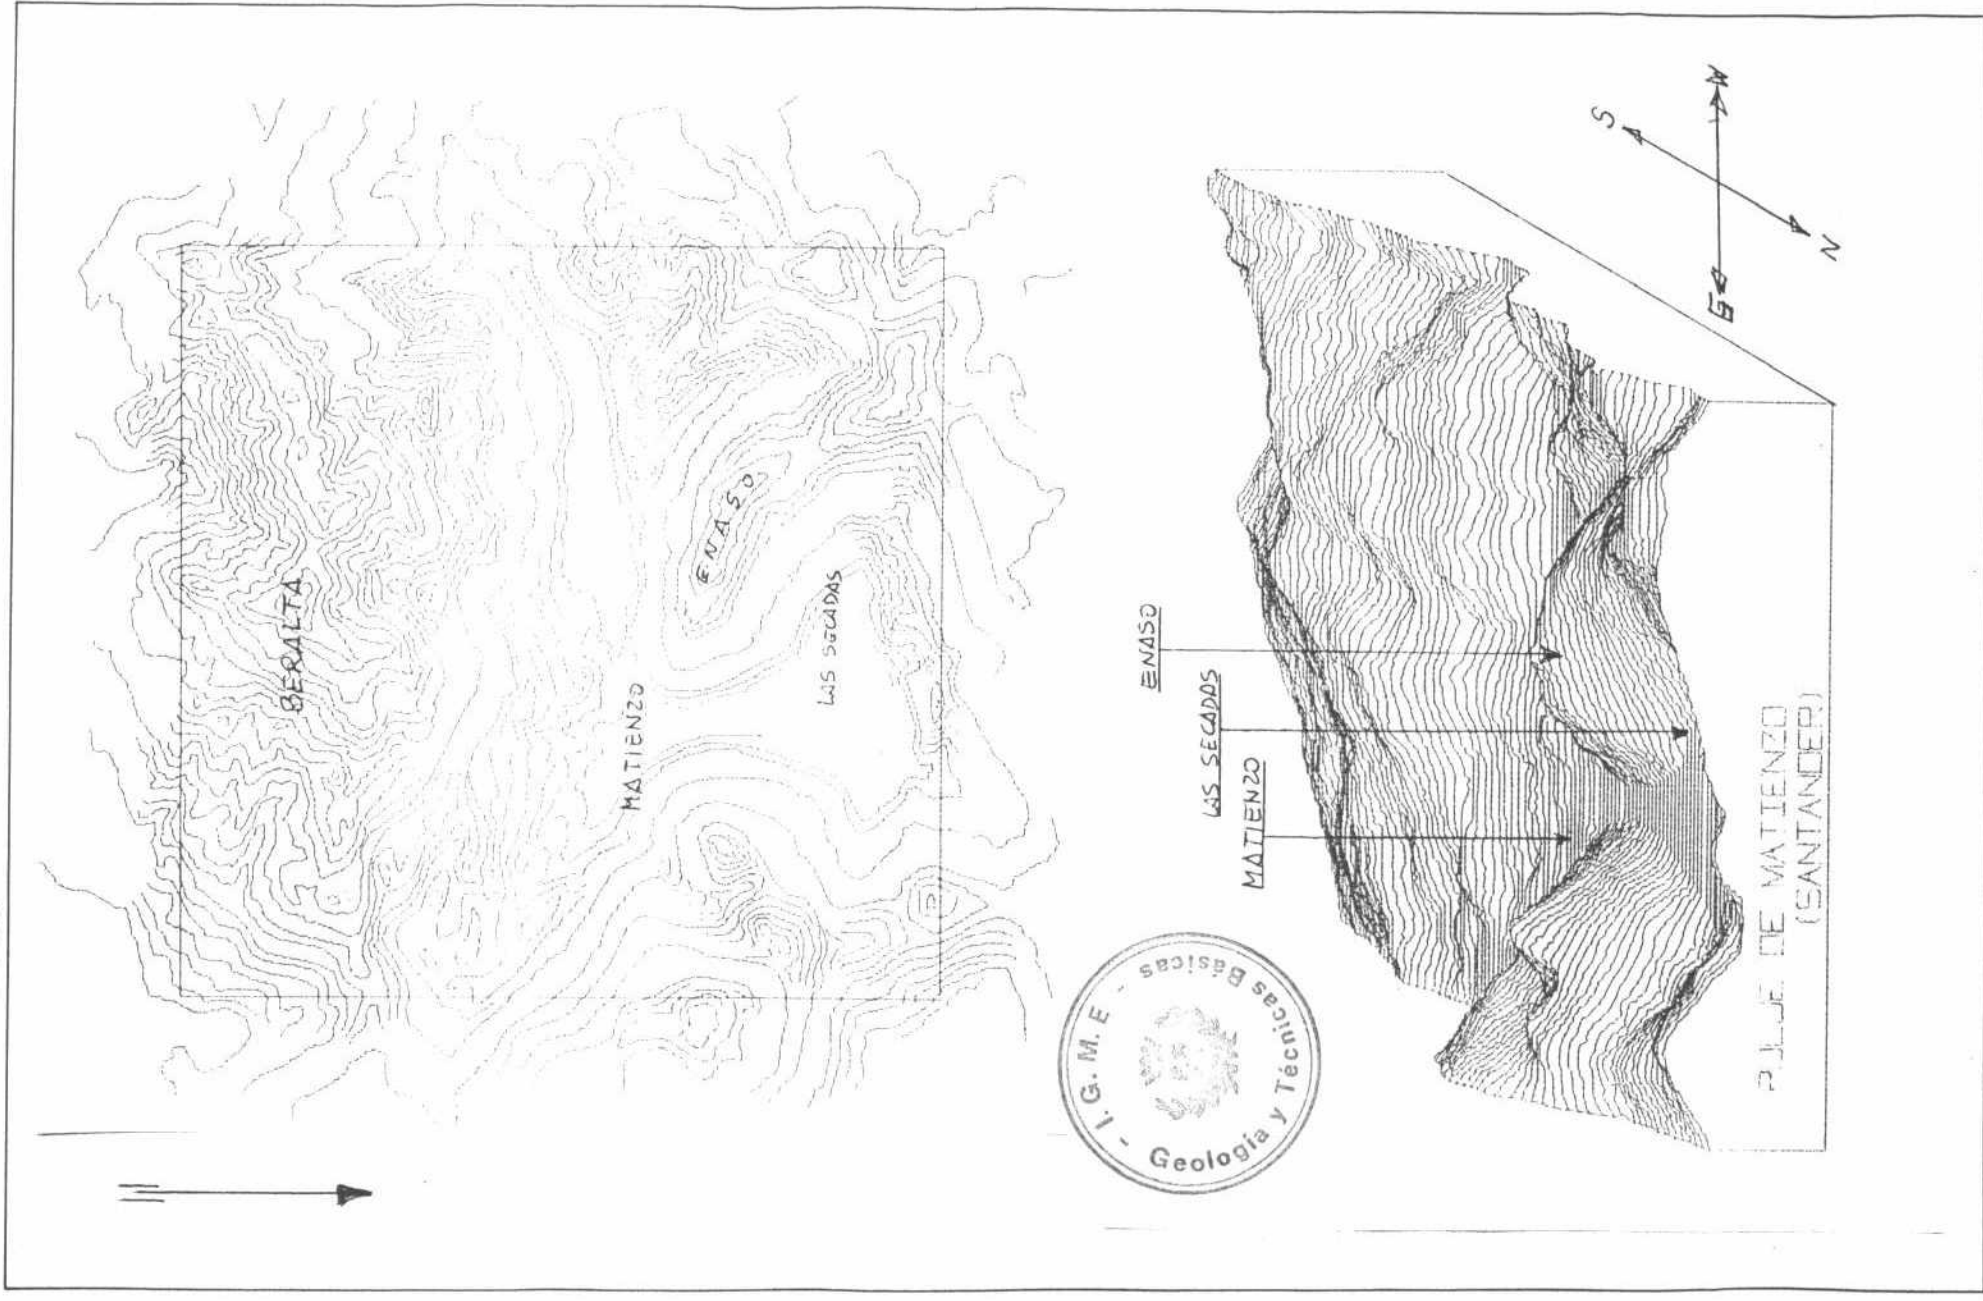 BERALTA
MATIENZO
ENASO
LAS SECADAS
ENASO
LAS SECADAS
MATIENZO
S
W
N
E
POLJE DE MATIENZO
(SANTANDER)
- I. G. M. E -
Geología y Técnicas Básicas